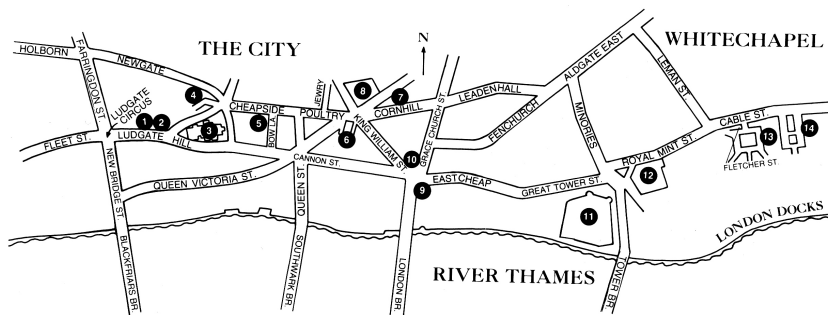 THE CITY
N
WHITECHAPEL
HOLBORN
NEWGATE
FARRINGDON ST.
LUDGATE
CIRCUS
ALDGATE EAST
LEMAN ST.
JEWRY
8
7
4
CHEAPSIDE
POULTRY
CORNHILL
LEADENHALL
GRACE CHURCH ST.
FENCHURCH
MINORIES
CABLE ST.
1
2
3
5
BOW LA.
6
KING WILLIAM ST.
10
FLEET ST.
LUDGATE
HILL
CANNON ST.
ROYAL MINT ST.
13
14
FLETCHER ST.
NEW BRIDGE ST.
QUEEN VICTORIA ST.
QUEEN ST.
9
EASTCHEAP
GREAT TOWER ST.
12
11
BLACKFRIARS BR.
SOUTHWARK BR.
LONDON BR.
TOWER BR.
LONDON DOCKS
RIVER THAMES